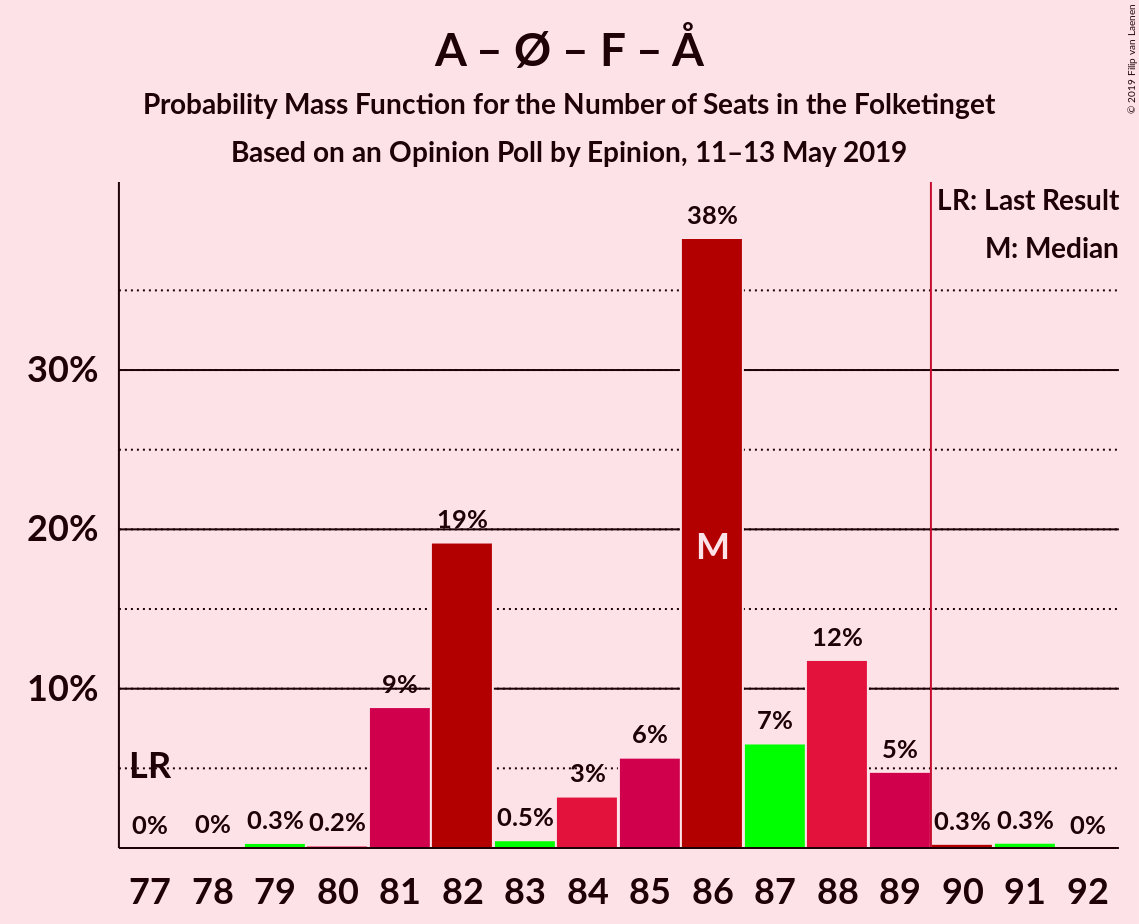 A – Ø – F – Å
Probability Mass Function for the Number of Seats in the Folketinget
Based on an Opinion Poll by Epinion, 11–13 May 2019
© 2019 Filip van Laenen
LR: Last Result
M: Median
30%
20%
10%
LR
M
0%
0%
0.3%
0.2%
9%
19%
0.5%
3%
6%
38%
7%
12%
5%
0.3%
0.3%
0%
77 78 79 80 81 82 83 84 85 86 87 88 89 90 91 92